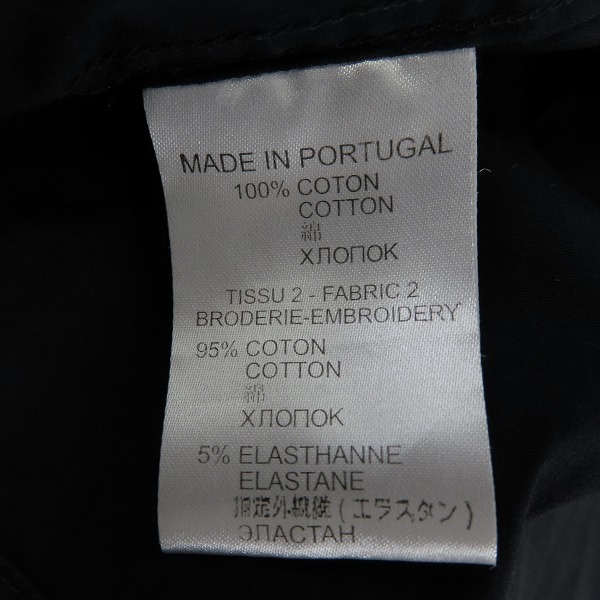 MADE IN PORTUGAL
100% COTON
COTTON
綿
ХЛОПОК
TISSU 2 - FABRIC 2
BRODERIE-EMBROIDERY
95% COTON
COTTON
綿
ХЛОПОК
5% ELASTHANNE
ELASTANE
指定外繊維 (エラスタン)
ЭЛАСТАН